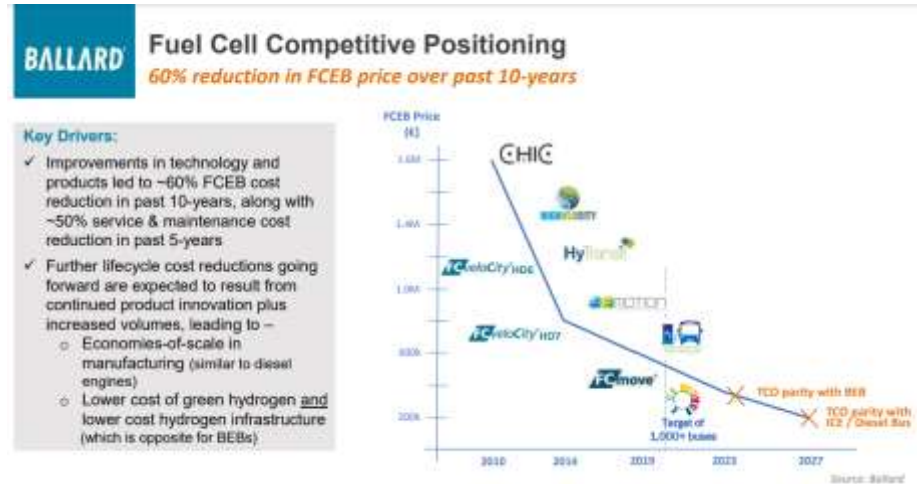 BALLARD
Fuel Cell Competitive Positioning
60% reduction in FCEB price over past 10-years
Key Drivers:
✓ Improvements in technology and
products led to ~60% FCEB cost
reduction in past 10-years, along with
~50% service & maintenance cost
reduction in past 5-years
✓ Further lifecycle cost reductions going
forward are expected to result from
continued product innovation plus
increased volumes, leading to –
o Economies-of-scale in
manufacturing (similar to diesel
engines)
o Lower cost of green hydrogen and
lower cost hydrogen infrastructure
(which is opposite for BEBs)
FCEB Price
(€)
CHIC
1.4M
HyTransit
FCveloCity HD6
1.0M
FCveloCity HD7
600k
FCmove
TCO parity with BEB
200k
Target of
1,000+ buses
TCO parity with
ICE / Diesel Bus
2010
2014
2019
2023
2027
Source: Ballard